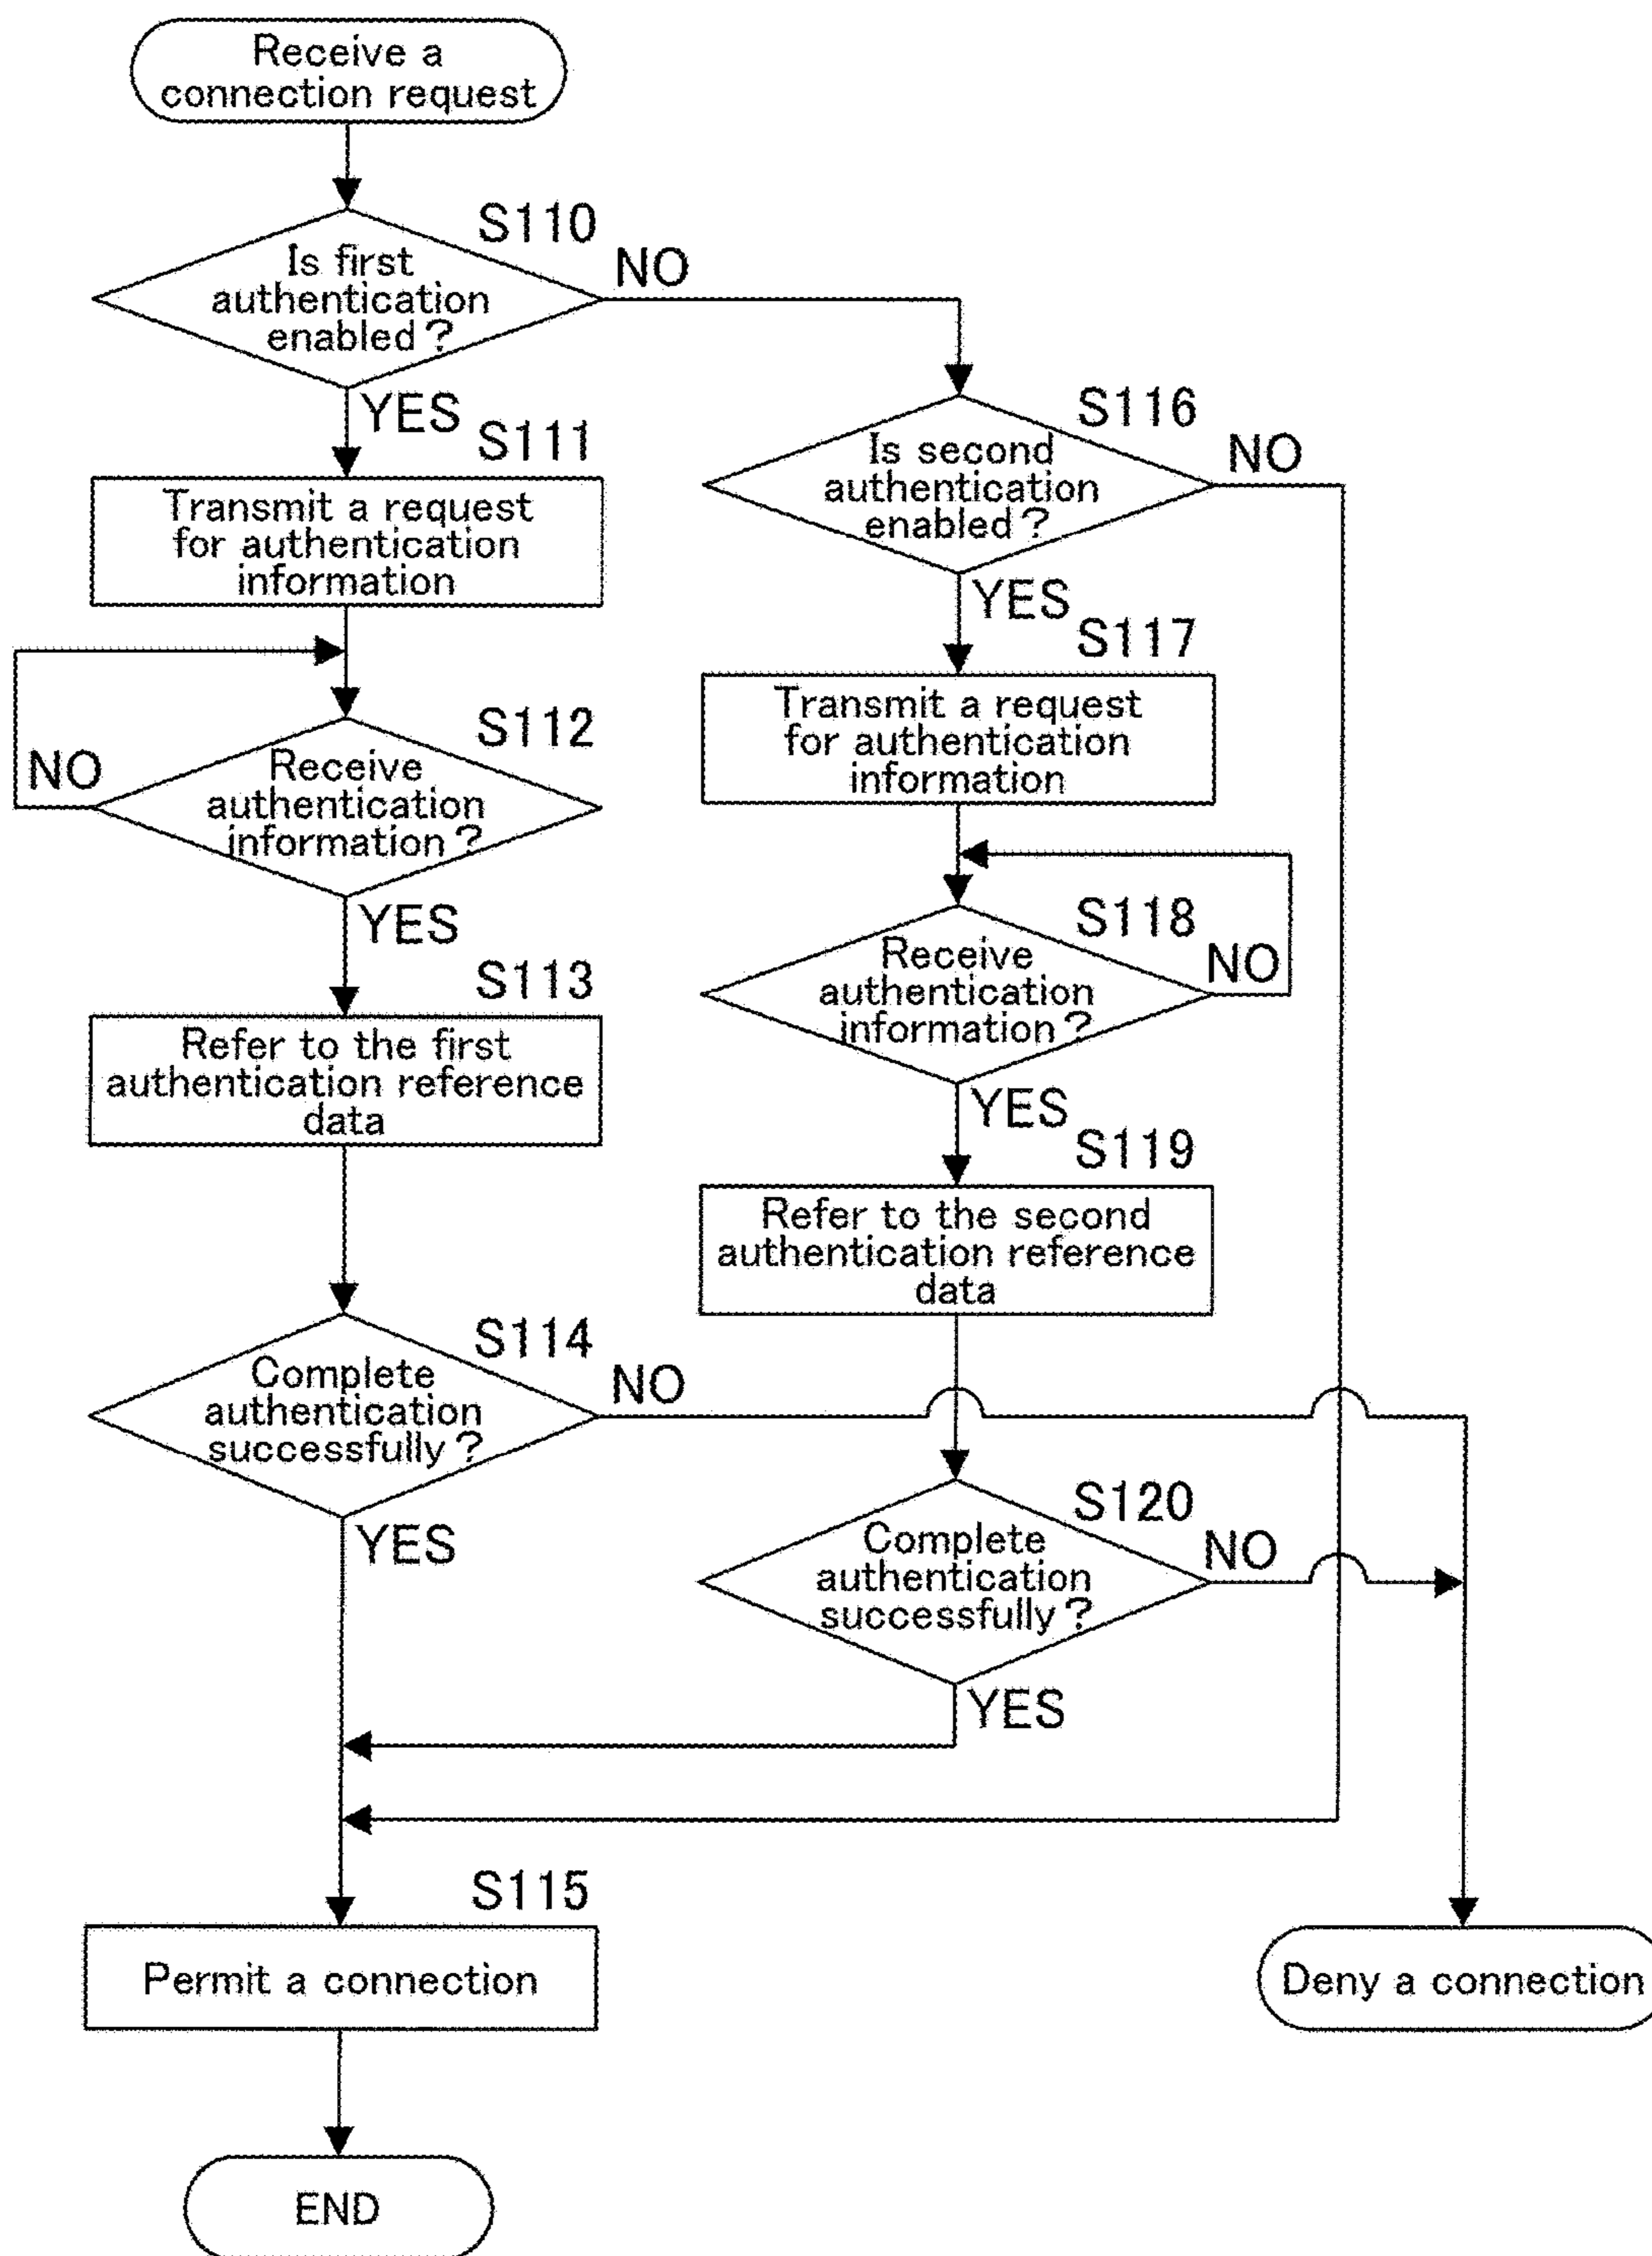 Receive a
connection request
S110
Is first
authentication
enabled?
NO
YES
S111
Transmit a request
for authentication
information
S112
Receive
authentication
information?
NO
YES
S113
Refer to the first
authentication reference
data
S114
Complete
authentication
successfully?
NO
YES
S116
Is second
authentication
enabled?
NO
YES
S117
Transmit a request
for authentication
information
S118
Receive
authentication
information?
NO
YES
S119
Refer to the second
authentication reference
data
S120
Complete
authentication
successfully?
NO
YES
S115
Permit a connection
Deny a connection
END